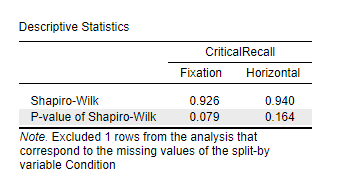 Descriptive Statistics
CriticalRecall
Fixation Horizontal
Shapiro-Wilk 0.926 0.940
P-value of Shapiro-Wilk 0.079 0.164
Note. Excluded 1 rows from the analysis that
correspond to the missing values of the split-by
variable Condition